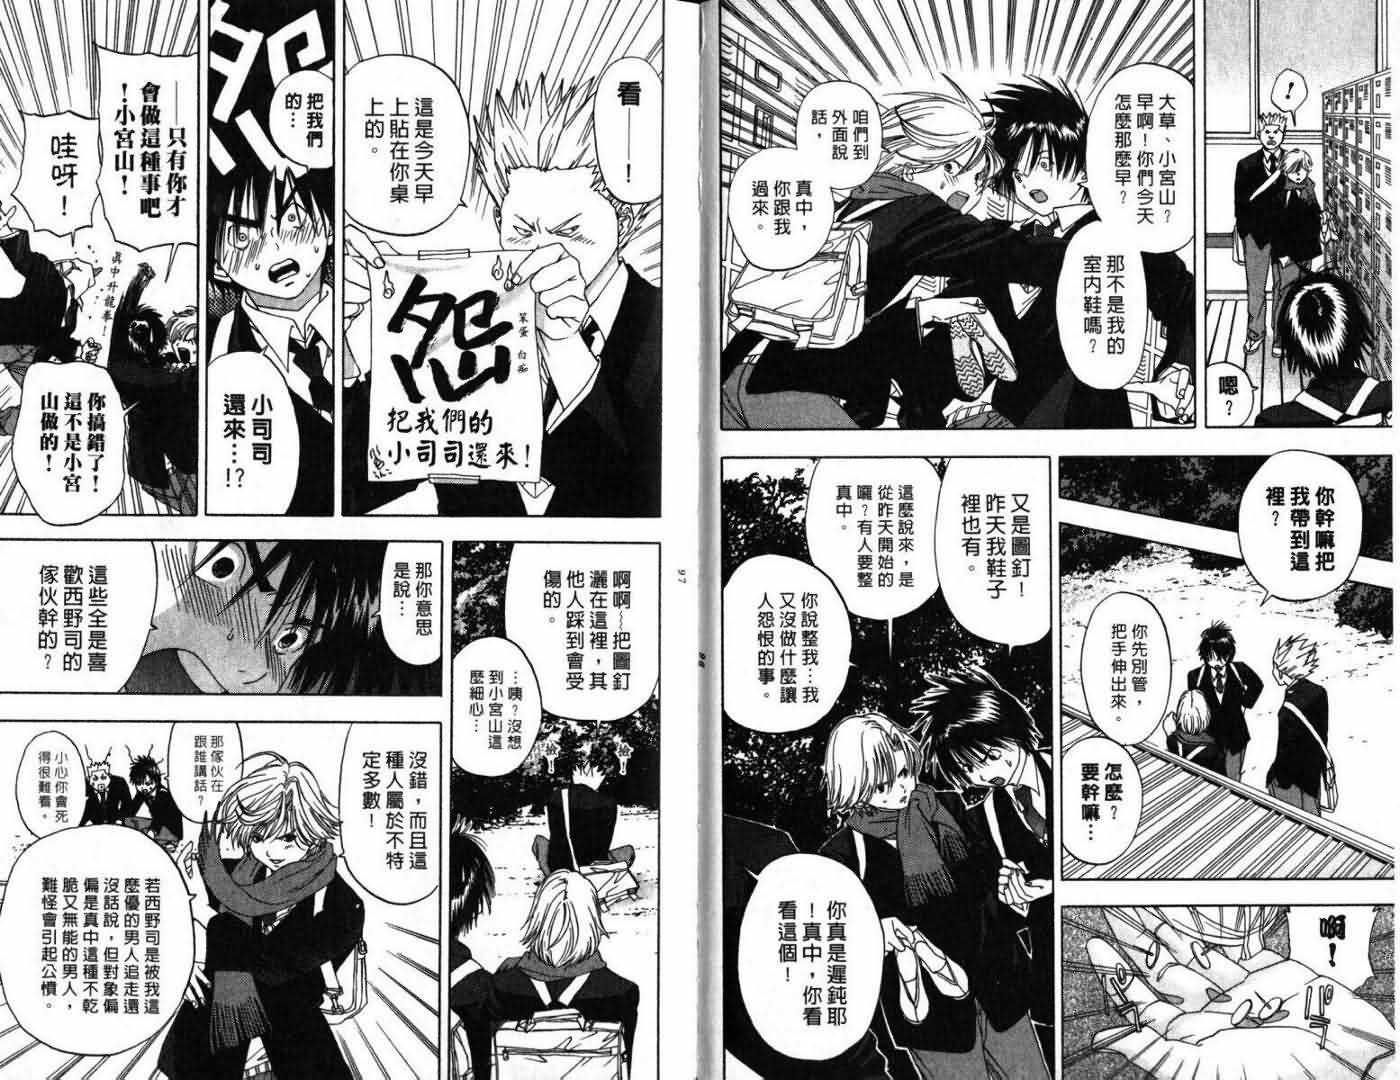 !
大草、小宮山?
早啊!你們今天
怎麼那麼早?
那不是我的
室內鞋嗎?
嗯?
咱們到
外面說
話,
真中,
你跟我
過來。
你幹嘛把
我帶到這
裡?
你先別管,
把手伸出來。
怎麼?
要幹嘛…
啊!
又是圖釘!
昨天我鞋子
裡也有。
這麼說來,是
從昨天開始的
囉?有人要整
真中。
你說整我…我
又沒做什麼讓
人怨恨的事。
你真是遲鈍耶
!真中,你看
看這個!
96
97
看——!
這是今天早
上貼在你桌
上的。
怨
笨蛋 白痴
把我們的
小司司還來!
怨
把我們
的…
小司司
還來…!?
——只有你才
會做這種事吧
!小宮山!
哇呀!
真中升龍拳!
你搞錯了!
這不是小宮
山做的!
啊啊~把圖釘
灑在這裡,其
他人踩到會受
傷的。
…咦?沒想
到小宮山這
麼細心…
撿
撿
那你意思
是說…
這些全是喜
歡西野司的
傢伙幹的?
沒錯,而且這
種人屬於不特
定多數!
那傢伙在
跟誰講話?
小心你會死
得很難看。
若西野司是被我這
麼優的男人追走還
沒話說,但對象偏
偏是真中這種不乾
脆又無能的男人,
難怪會引起公憤。